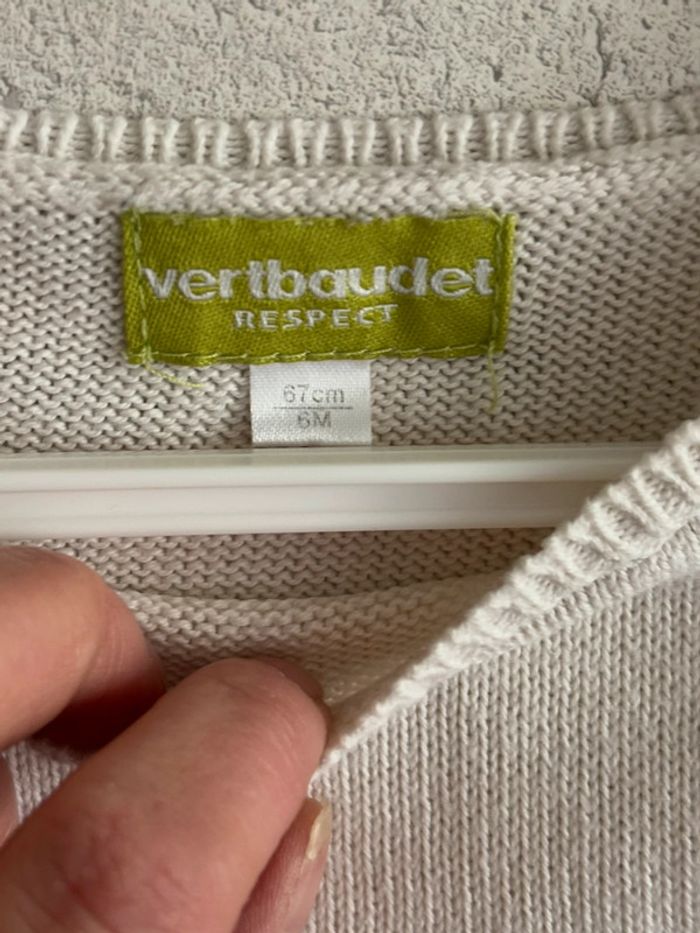 vertbaudet
RESPECT
67cm
6M